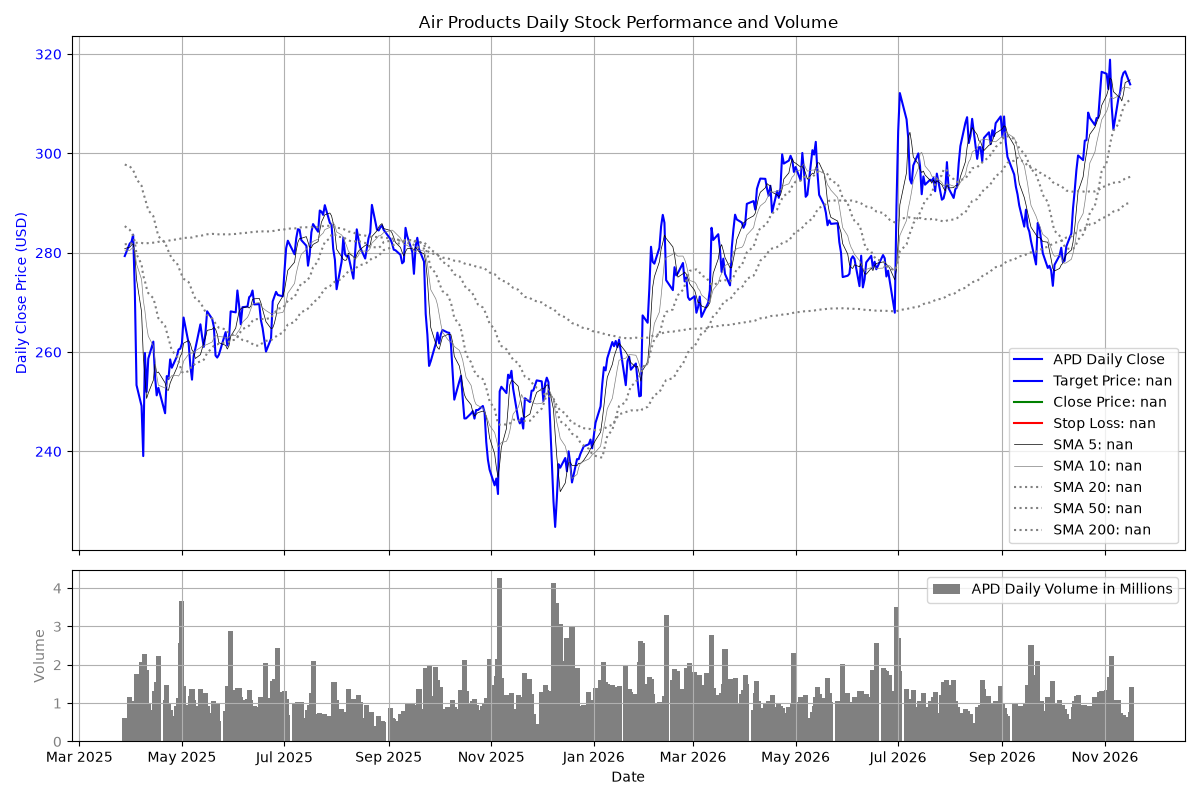 Air Products Daily Stock Performance and Volume
320
300
280
260
240
Daily Close Price (USD)
APD Daily Close
Target Price: nan
Close Price: nan
Stop Loss: nan
SMA 5: nan
SMA 10: nan
SMA 20: nan
SMA 50: nan
SMA 200: nan
4
3
2
1
0
Volume
APD Daily Volume in Millions
Mar 2025 May 2025 Jul 2025 Sep 2025 Nov 2025 Jan 2026 Mar 2026 May 2026 Jul 2026 Sep 2026 Nov 2026
Date